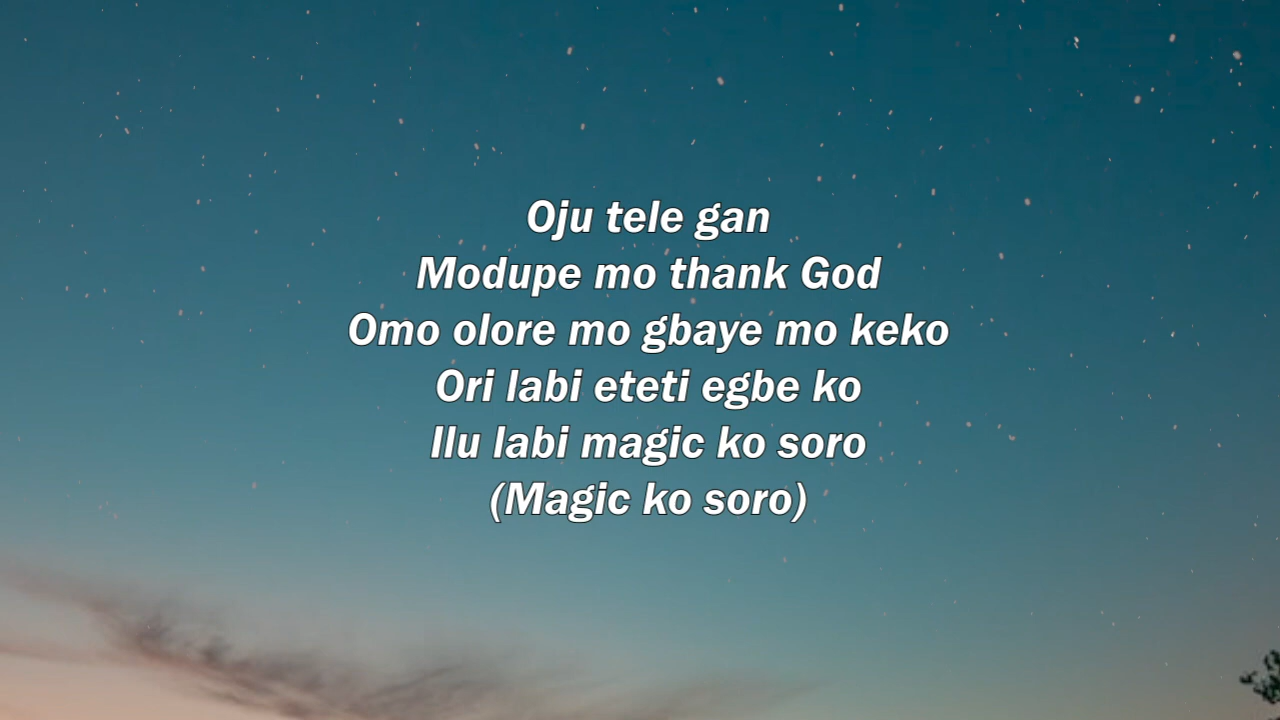 Oju tele gan
Modupe mo thank God
Omo olore mo gbaye mo keko
Ori labi eteti egbe ko
Ilu labi magic ko soro
(Magic ko soro)